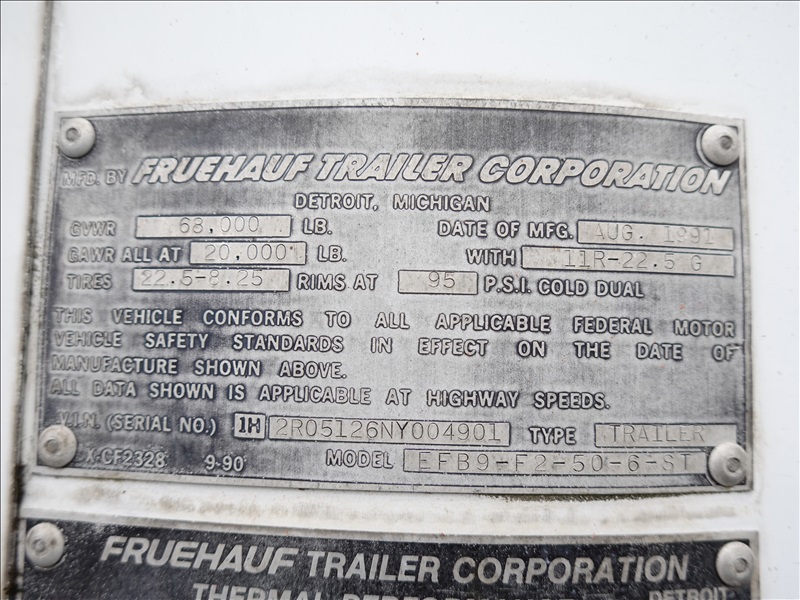 MFD. BY FRUEHAUF TRAILER CORPORATION
DETROIT, MICHIGAN
GVWR 68,000 LB. DATE OF MFG. AUG. 1991
GAWR ALL AT 20,000 LB. WITH 11R-22.5 G
TIRES 22.5-8.25 RIMS AT 95 P.S.I. COLD DUAL
THIS VEHICLE CONFORMS TO ALL APPLICABLE FEDERAL MOTOR
VEHICLE SAFETY STANDARDS IN EFFECT ON THE DATE OF
MANUFACTURE SHOWN ABOVE.
ALL DATA SHOWN IS APPLICABLE AT HIGHWAY SPEEDS.
V.I.N. (SERIAL NO.) 1H 2R05126NY004901 TYPE TRAILER
X-CF2328 9-90 MODEL EFB9-F2-50-6-ST
FRUEHAUF TRAILER CORPORATION
THERMAL DETROIT